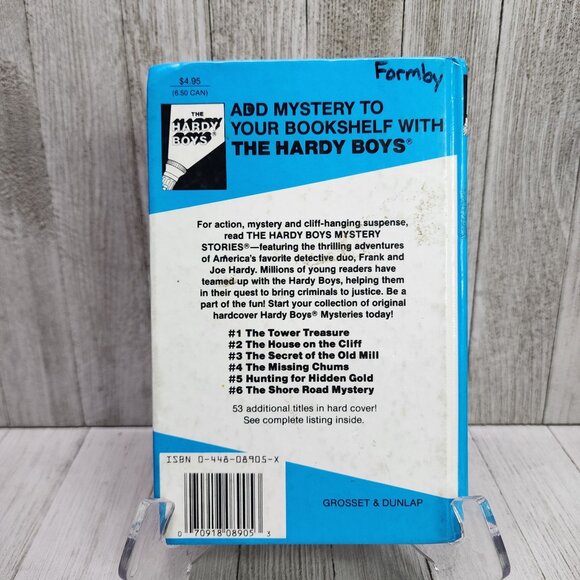 Formby
$4.95
(6.50 CAN)
THE
HARDY
BOYS®
ADD MYSTERY TO
YOUR BOOKSHELF WITH
THE HARDY BOYS®
For action, mystery and cliff-hanging suspense,
read THE HARDY BOYS MYSTERY
STORIES®—featuring the thrilling adventures
of America's favorite detective duo, Frank and
Joe Hardy. Millions of young readers have
teamed up with the Hardy Boys, helping them
in their quest to bring criminals to justice. Be a
part of the fun! Start your collection of original
hardcover Hardy Boys® Mysteries today!
#1 The Tower Treasure
#2 The House on the Cliff
#3 The Secret of the Old Mill
#4 The Missing Chums
#5 Hunting for Hidden Gold
#6 The Shore Road Mystery
53 additional titles in hard cover!
See complete listing inside.
ISBN 0-448-08905-X
0 70918 08905 3
GROSSET & DUNLAP